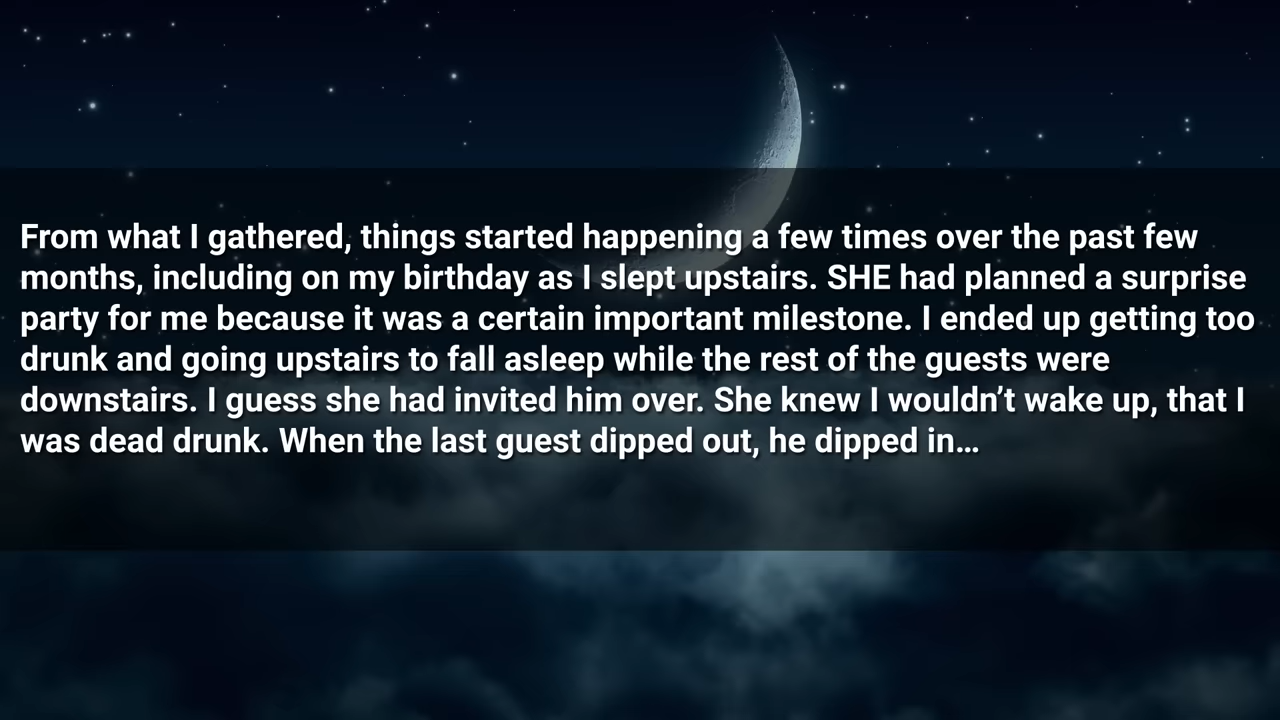 From what I gathered, things started happening a few times over the past few
months, including on my birthday as I slept upstairs. SHE had planned a surprise
party for me because it was a certain important milestone. I ended up getting too
drunk and going upstairs to fall asleep while the rest of the guests were
downstairs. I guess she had invited him over. She knew I wouldn’t wake up, that I
was dead drunk. When the last guest dipped out, he dipped in…